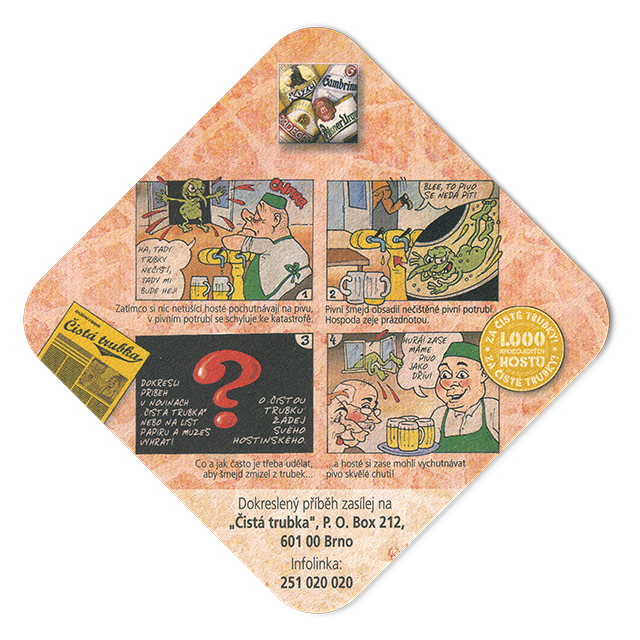 Kozel
Gambrinu
RADEGAST
Pilsner Urque
CHRRR
HA, TADY
TRUBKY
NEČISTÍ,
TADY MI
BUDE HEJ!
1
BLEE, TO PIVO
SE NEDÁ PÍT!
2
Zatímco si nic netušící hosté pochutnávají na pivu,
v pivním potrubí se schyluje ke katastrofě.
Pivní šmejd obsadil nečištěné pivní potrubí.
Hospoda zeje prázdnotou.
Čistá trubka
3
DOKRESLI
PŘÍBĚH
V NOVINÁCH
"ČISTÁ TRUBKA"
NEBO NA LIST
PAPÍRU A MŮŽEŠ
VYHRÁT!
?
O "ČISTOU
TRUBKU"
ŽÁDEJ
SVÉHO
HOSTINSKÉHO.
4
HURÁ! ZASE
MÁME
PIVO
JAKO
DŘÍV!
ZA ČISTÉ TRUBKY!
1.000
SPOKOJENÝCH
HOSTŮ
ZA ČISTÉ TRUBKY!
Co a jak často je třeba udělat,
aby šmejd zmizel z trubek...
...a hosté si zase mohli vychutnávat
pivo skvělé chuti!
Dokreslený příběh zasílej na
„Čistá trubka", P. O. Box 212,
601 00 Brno
Infolinka:
251 020 020